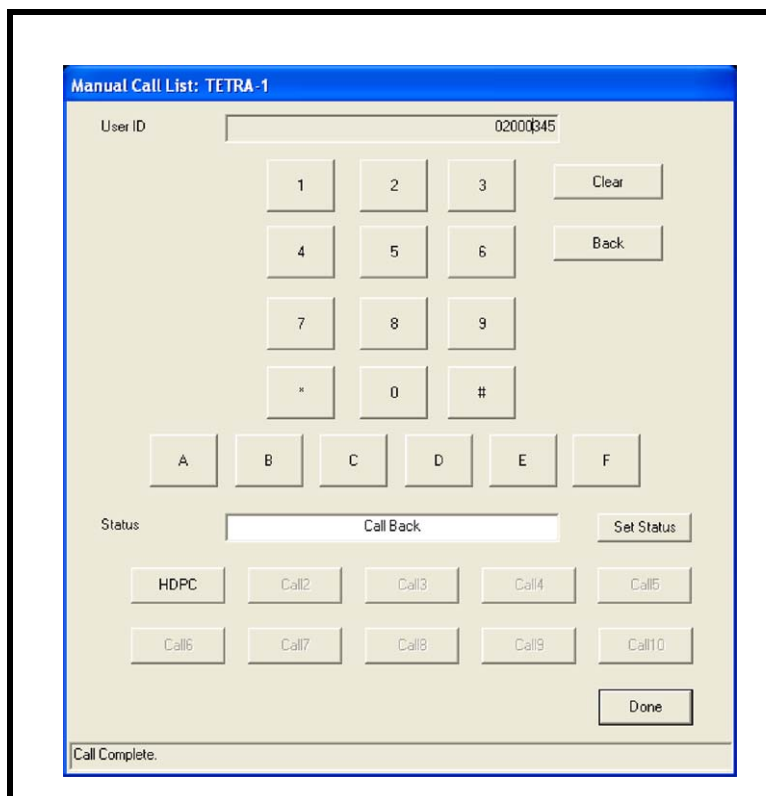 Manual Call List: TETRA-1
User ID 02000345
1 2 3 Clear
4 5 6 Back
7 8 9
* 0 #
A B C D E F
Status Call Back Set Status
HDPC Call2 Call3 Call4 Call5
Call6 Call7 Call8 Call9 Call10
Done
Call Complete.